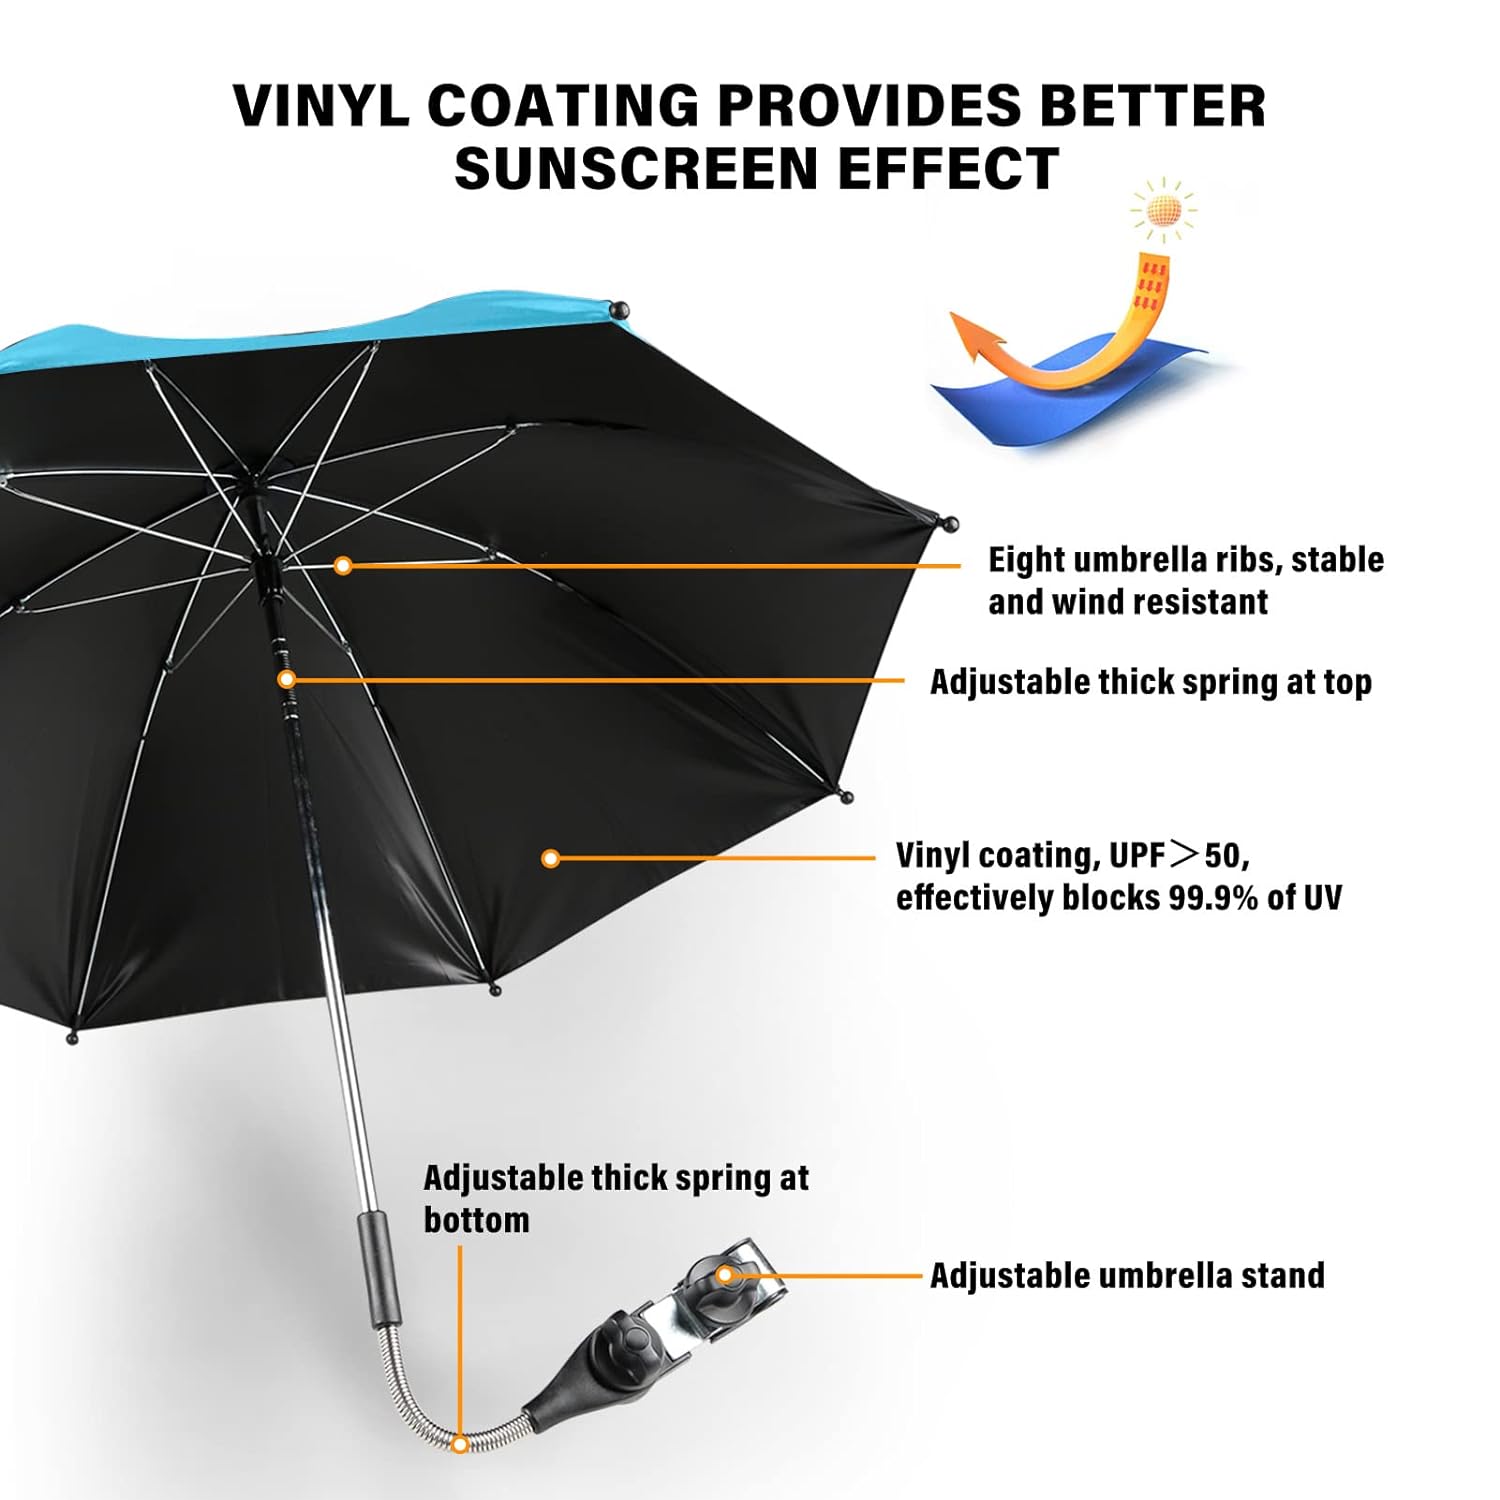 VINYL COATING PROVIDES BETTER
SUNSCREEN EFFECT
Eight umbrella ribs, stable
and wind resistant
Adjustable thick spring at top
Vinyl coating, UPF＞50,
effectively blocks 99.9% of UV
Adjustable thick spring at
bottom
Adjustable umbrella stand